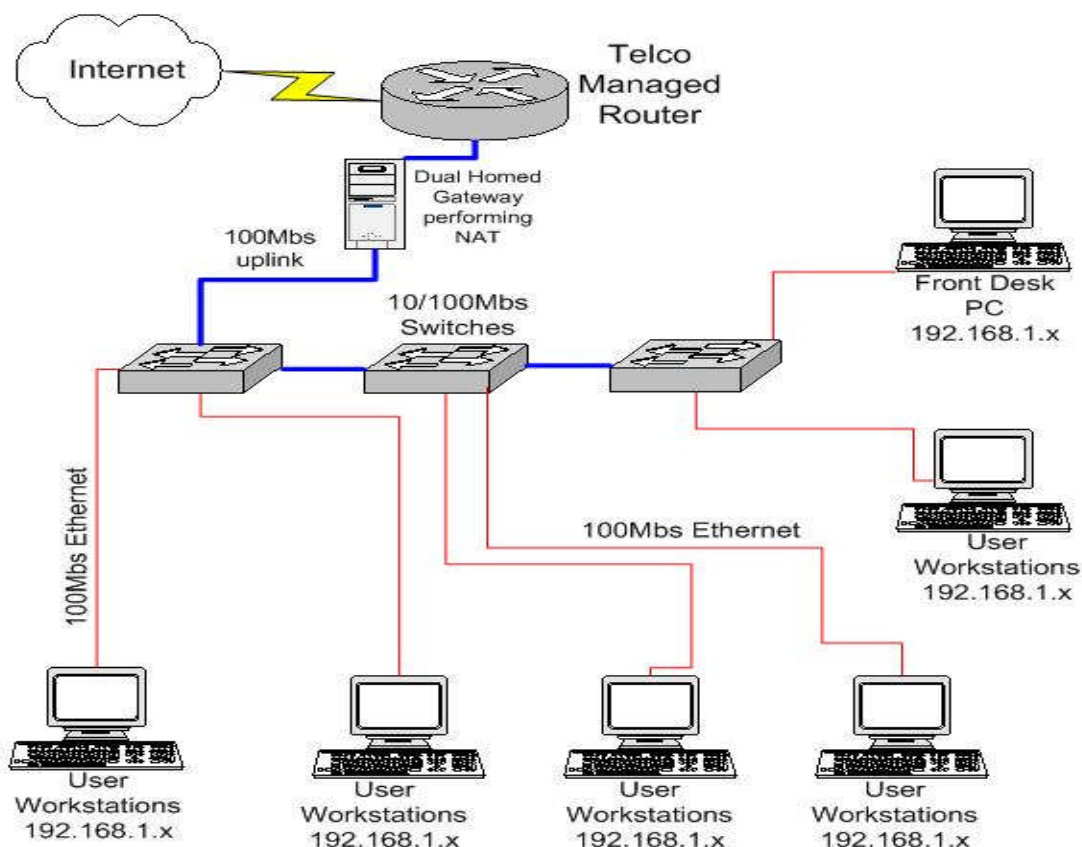 Internet
Telco
Managed
Router
Dual Homed
Gateway
performing
NAT
100Mbs
uplink
10/100Mbs
Switches
Front Desk
PC
192.168.1.x
100Mbs Ethernet
100Mbs Ethernet
User
Workstations
192.168.1.x
User
Workstations
192.168.1.x
User
Workstations
192.168.1.x
User
Workstations
192.168.1.x
User
Workstations
192.168.1.x